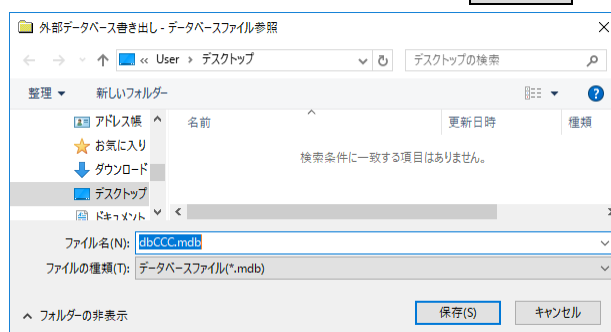 外部データベース書き出し - データベースファイル参照
« User › デスクトップ
デスクトップの検索
整理 新しいフォルダー
名前 更新日時 種類
アドレス帳
お気に入り
ダウンロード
デスクトップ
ドキュメント
検索条件に一致する項目はありません。
ファイル名(N): dbCCC.mdb
ファイルの種類(T): データベースファイル(*.mdb)
フォルダーの非表示 保存(S) キャンセル